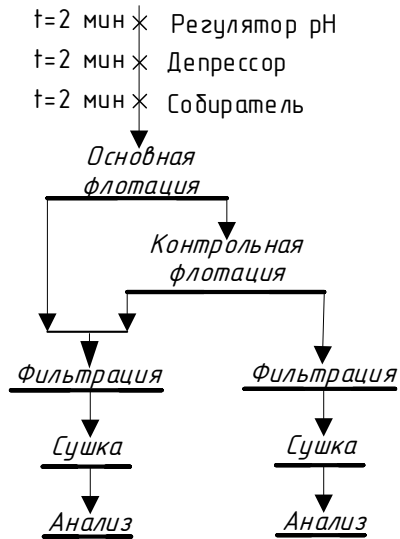 t=2 мин Регулятор pH
t=2 мин Депрессор
t=2 мин Собиратель
Основная
флотация
Контрольная
флотация
Фильтрация
Фильтрация
Сушка
Сушка
Анализ
Анализ